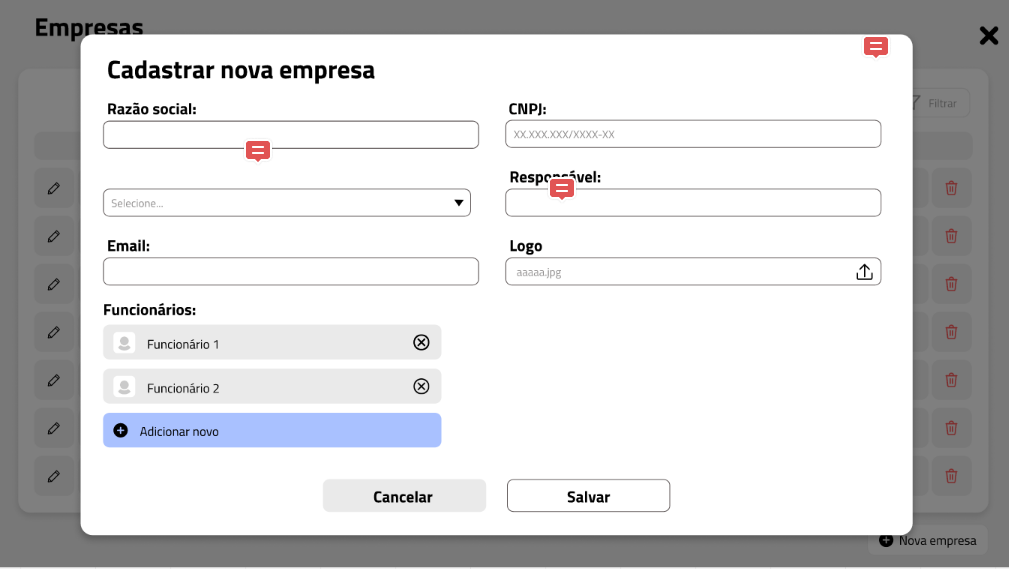 Empresas
Cadastrar nova empresa
Razão social:
CNPJ:
XX.XXX.XXX/XXXX-XX
Filtrar
Responsável:
Selecione...
Email:
Logo
aaaaa.jpg
Funcionários:
Funcionário 1
Funcionário 2
Adicionar novo
Cancelar
Salvar
Nova empresa